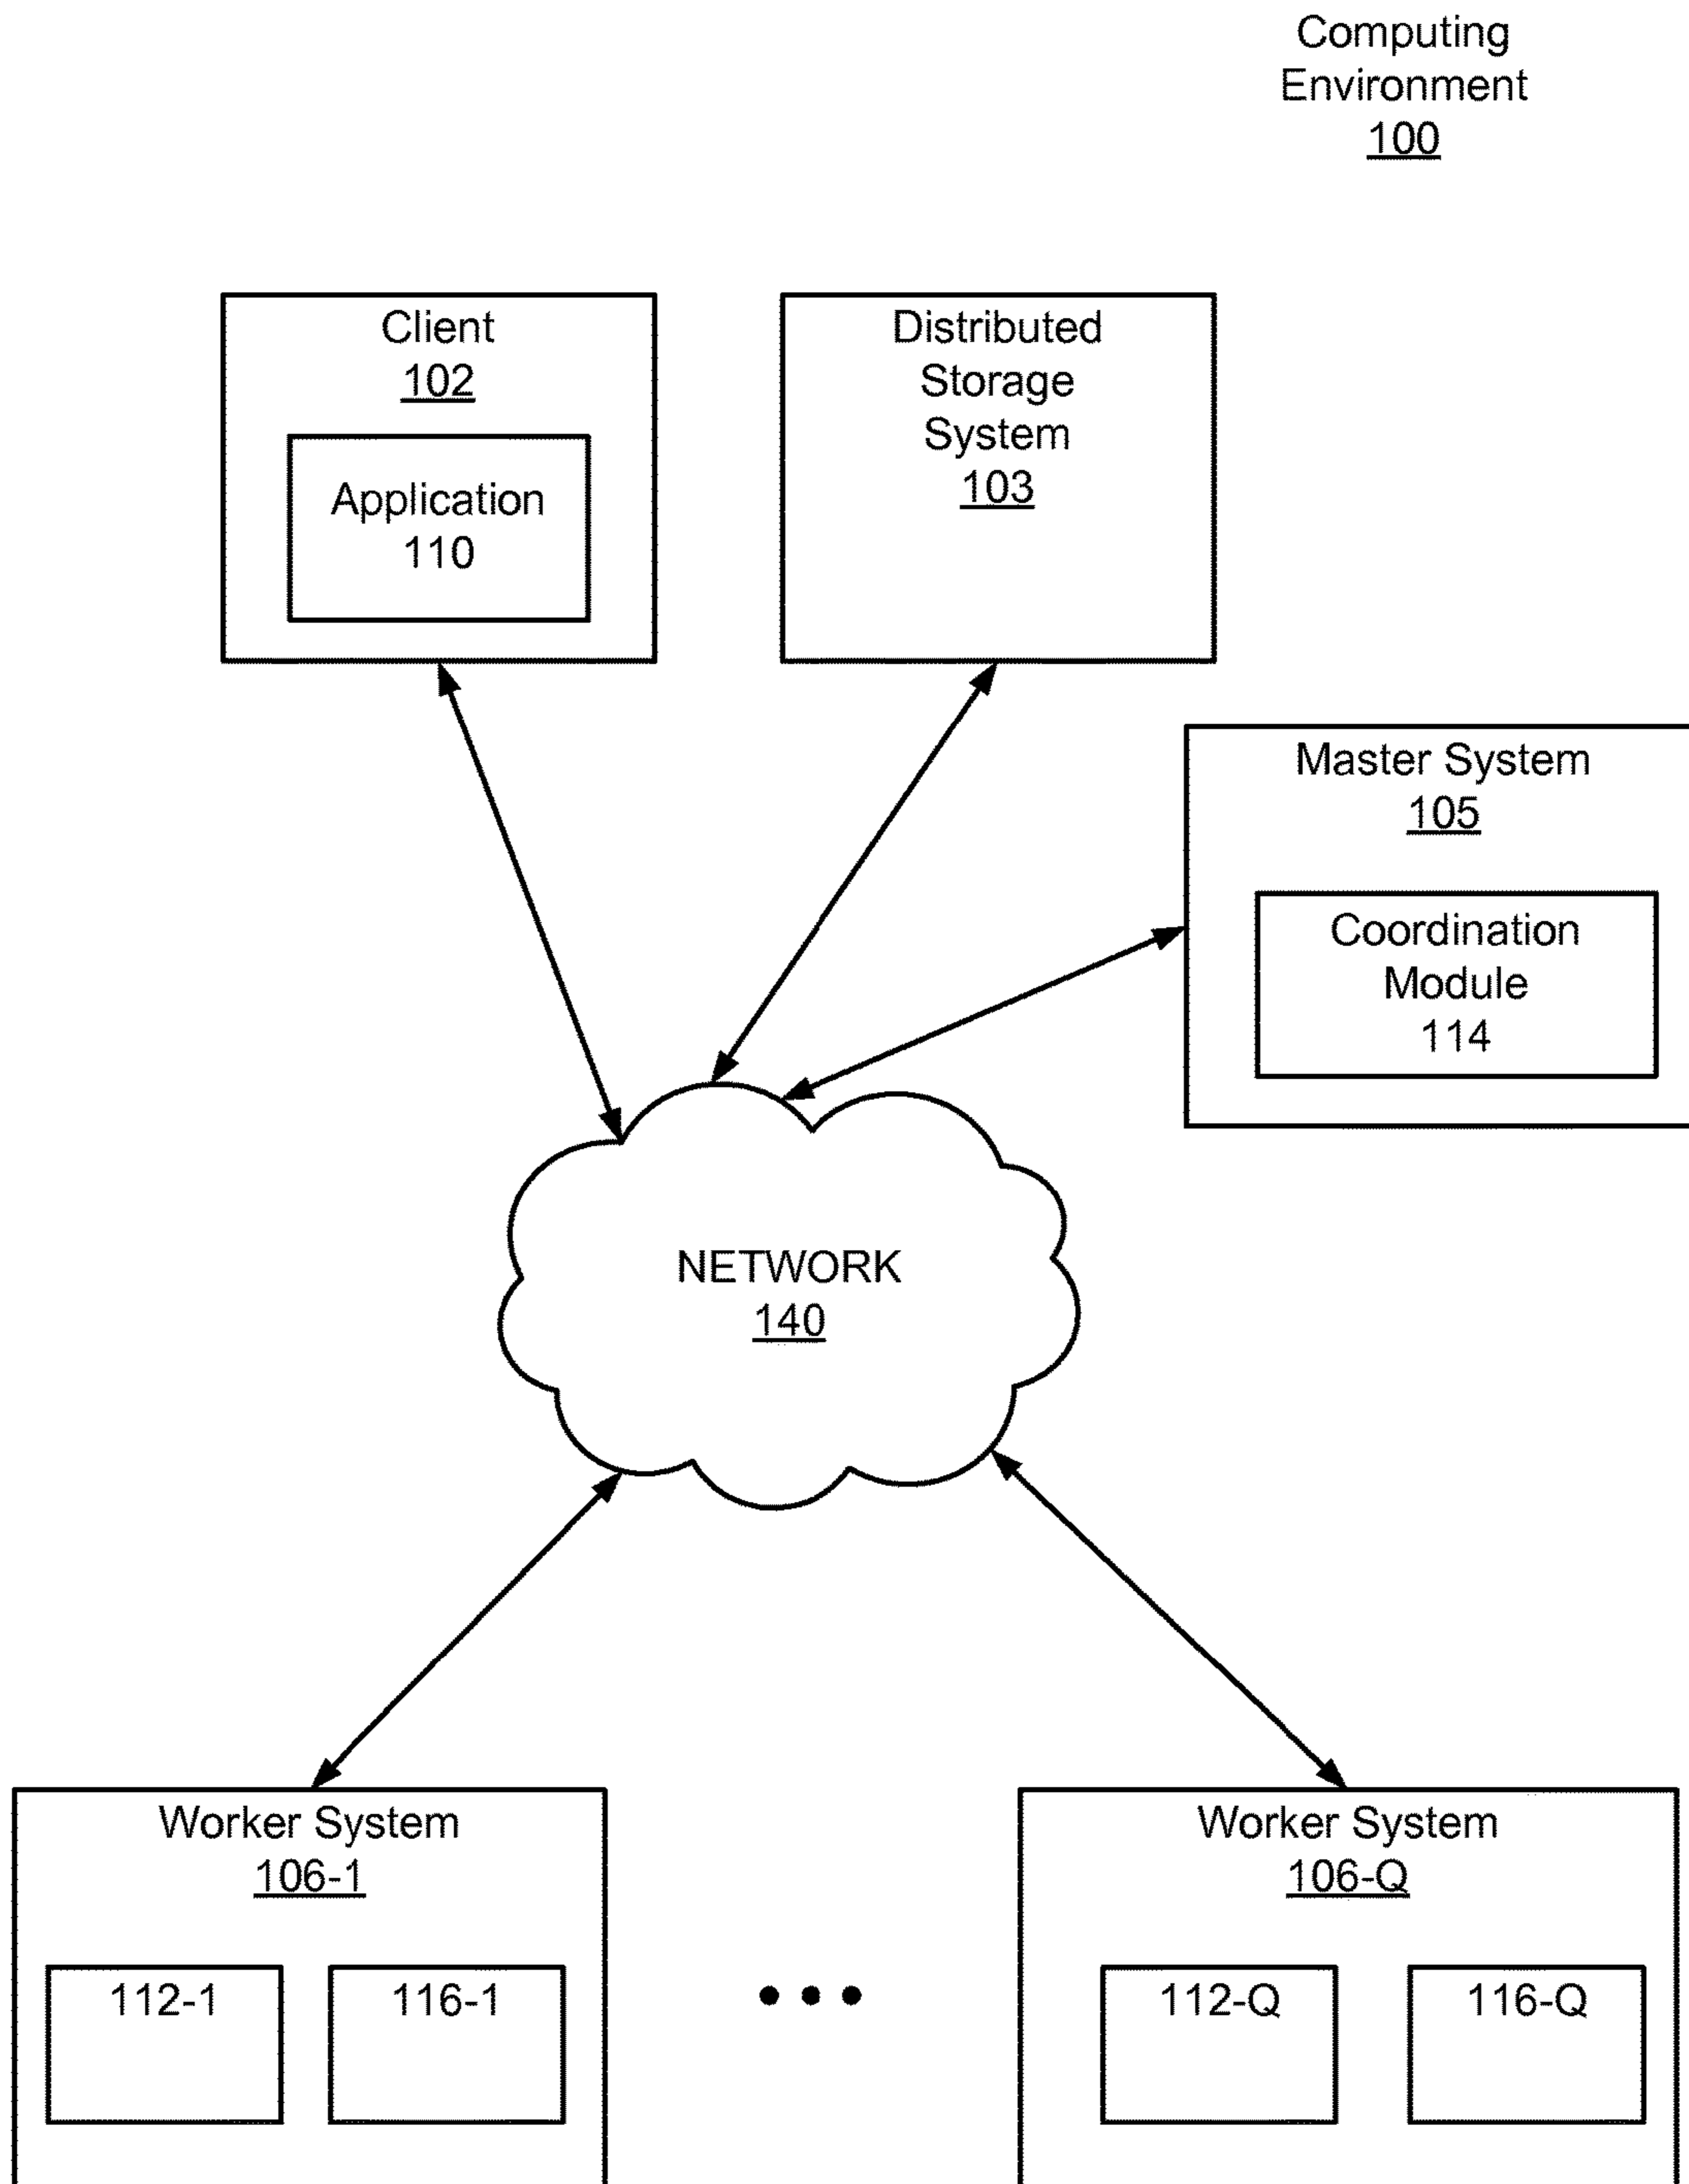 Computing
Environment
100
Client
102
Application
110
Distributed
Storage
System
103
Master System
105
Coordination
Module
114
NETWORK
140
Worker System
106-1
112-1
116-1
Worker System
106-Q
112-Q
116-Q